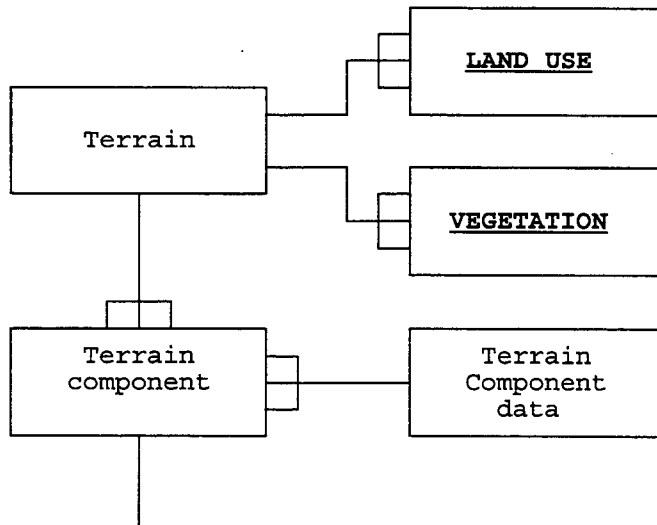 LAND USE
Terrain
VEGETATION
Terrain
component
Terrain
Component
data